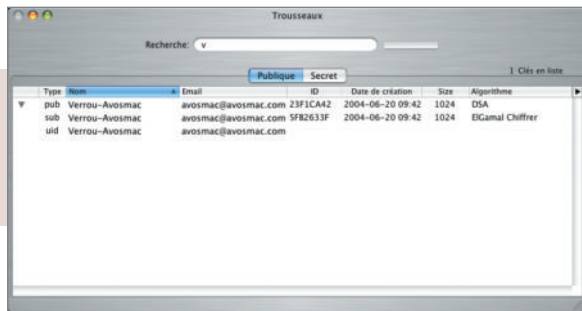 Trousseaux
Recherche: v
Publique Secret
1 Clés en liste
Type Nom Email ID Date de création Size Algorithme
pub Verrou-Avosmac avosmac@avosmac.com 23F1CA42 2004-06-20 09:42 1024 DSA
sub Verrou-Avosmac avosmac@avosmac.com 5FB2633F 2004-06-20 09:42 1024 ElGamal Chiffrer
uid Verrou-Avosmac avosmac@avosmac.com